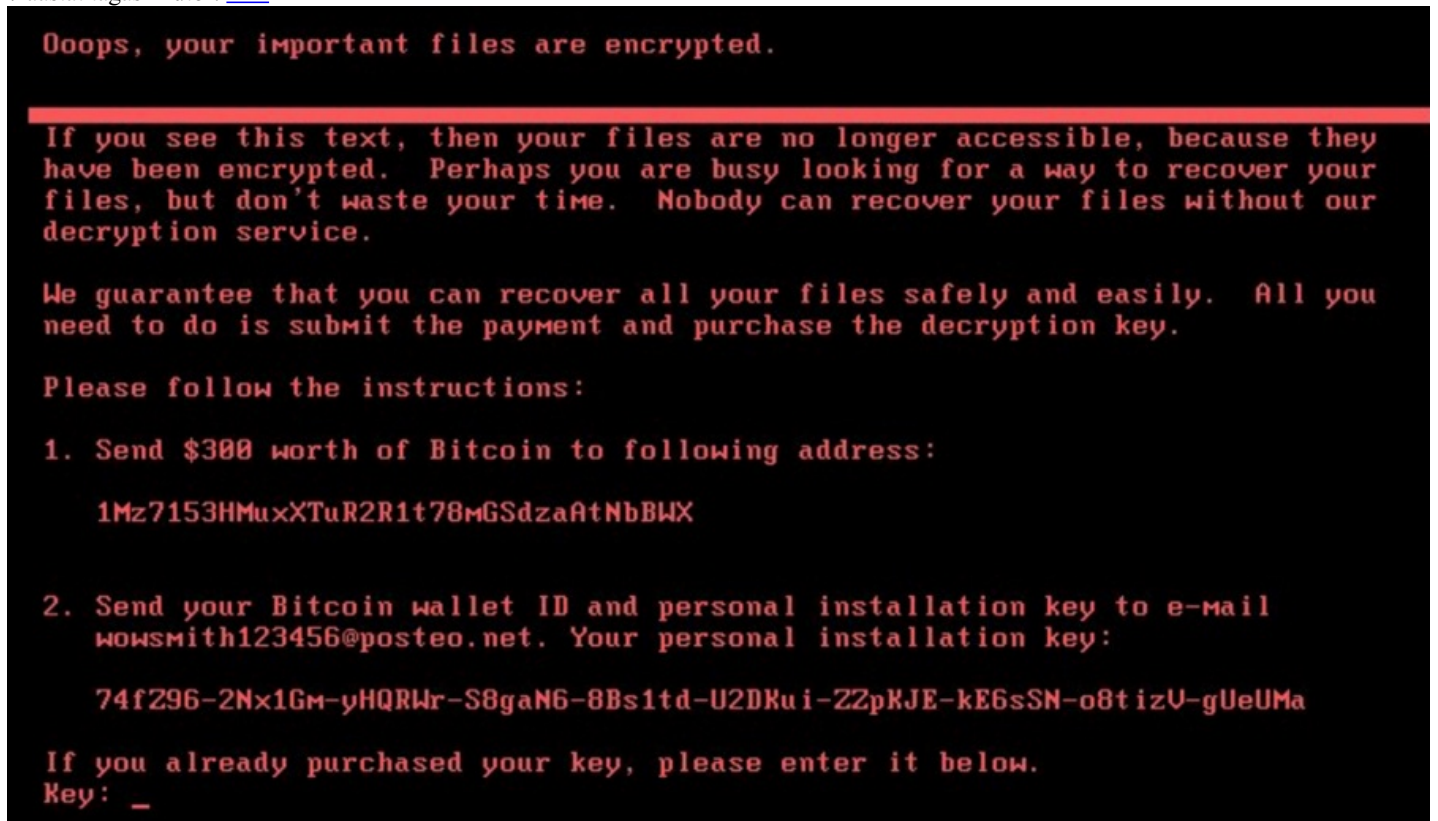 Ooops, your important files are encrypted.
If you see this text, then your files are no longer accessible, because they
have been encrypted.  Perhaps you are busy looking for a way to recover your
files, but don't waste your time.  Nobody can recover your files without our
decryption service.
We guarantee that you can recover all your files safely and easily.  All you
need to do is submit the payment and purchase the decryption key.
Please follow the instructions:
1. Send $300 worth of Bitcoin to following address:
1Mz7153HMuxXTuR2R1t78mGSdzaAtNbBWX
2. Send your Bitcoin wallet ID and personal installation key to e-mail
wowsmith123456@posteo.net. Your personal installation key:
74fZ96-2Nx1Gm-yHQRWr-S8gaN6-8Bs1td-U2DKui-ZZpKJE-kE6sSN-o8tizV-gUeUMa
If you already purchased your key, please enter it below.
Key: _